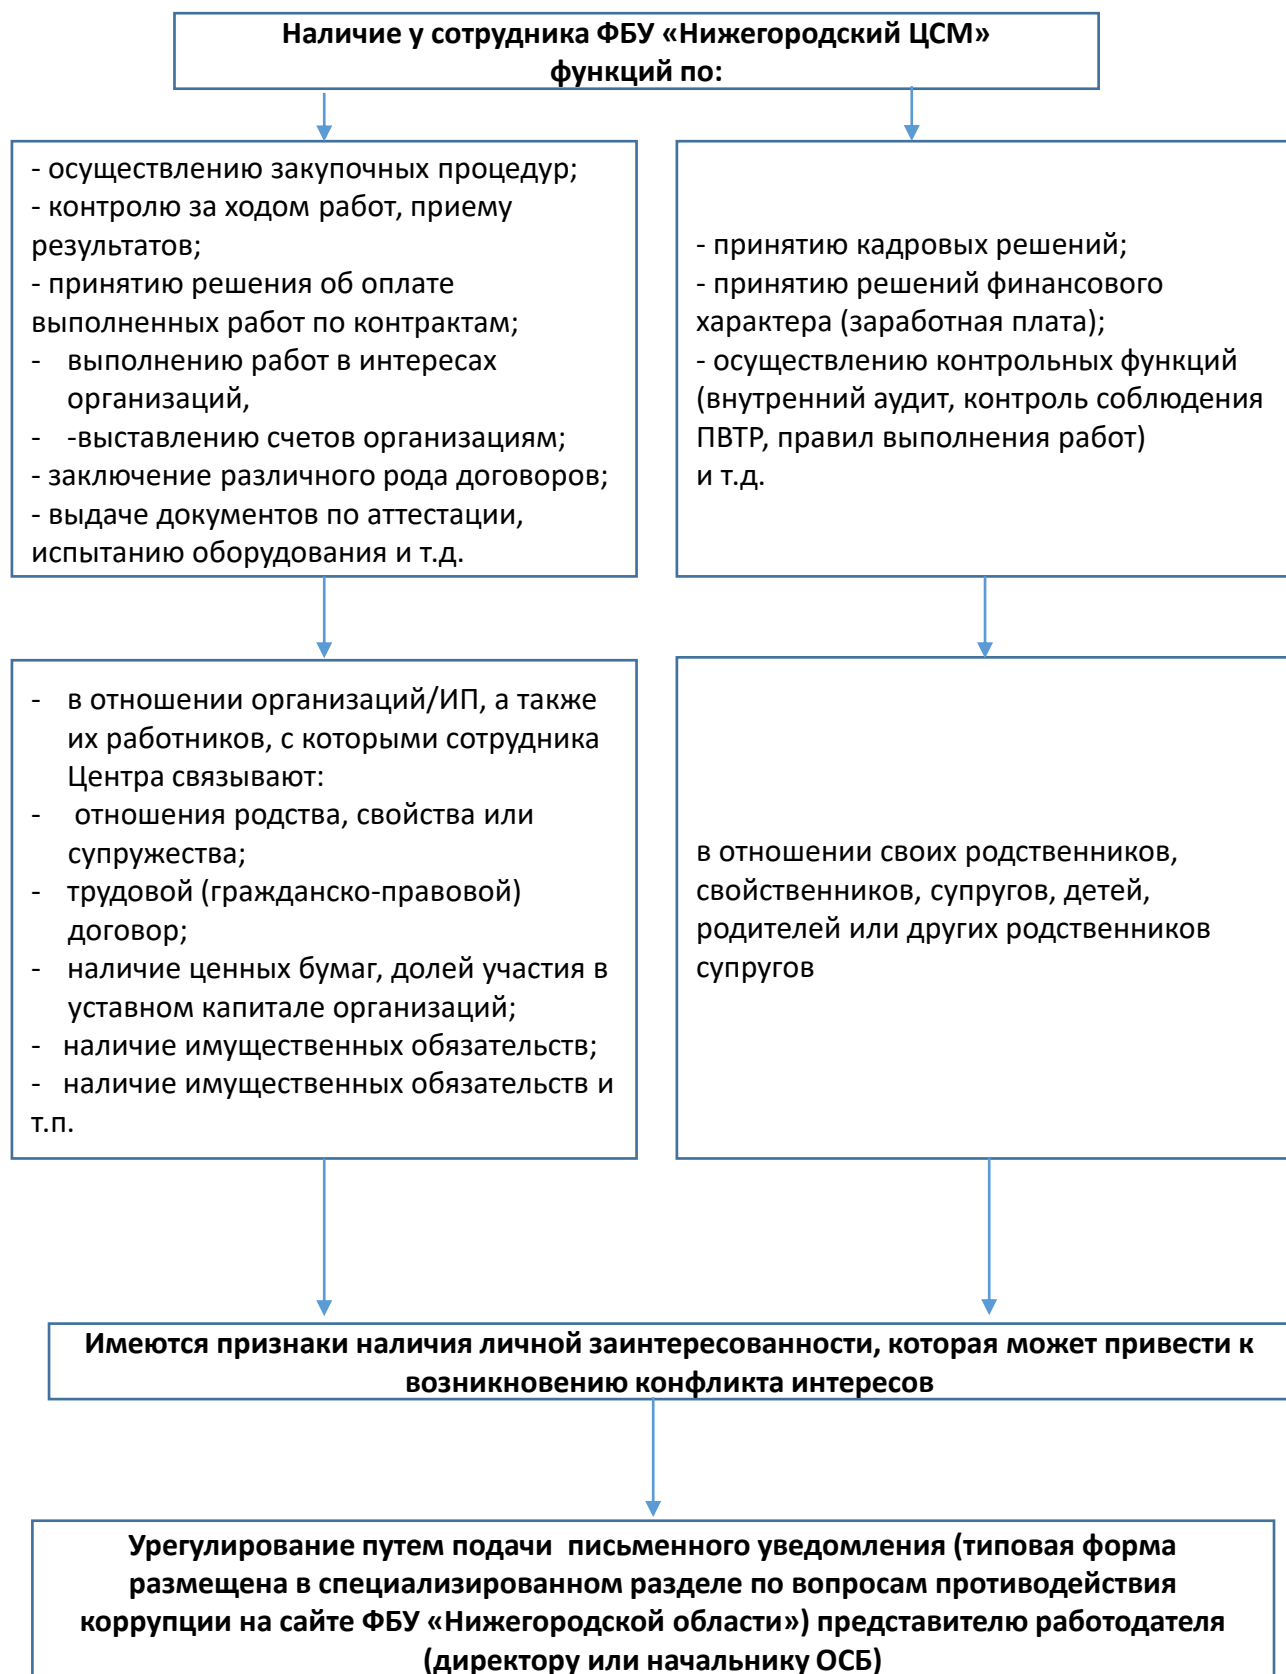 Наличие у сотрудника ФБУ «Нижегородский ЦСМ»
функций по:
- осуществлению закупочных процедур;
- контролю за ходом работ, приему
результатов;
- принятию решения об оплате
выполненных работ по контрактам;
- выполнению работ в интересах
организаций,
- -выставлению счетов организациям;
- заключение различного рода договоров;
- выдаче документов по аттестации,
испытанию оборудования и т.д.
- принятию кадровых решений;
- принятию решений финансового
характера (заработная плата);
- осуществлению контрольных функций
(внутренний аудит, контроль соблюдения
ПВТР, правил выполнения работ)
и т.д.
- в отношении организаций/ИП, а также
их работников, с которыми сотрудника
Центра связывают:
- отношения родства, свойства или
супружества;
- трудовой (гражданско-правовой)
договор;
- наличие ценных бумаг, долей участия в
уставном капитале организаций;
- наличие имущественных обязательств;
- наличие имущественных обязательств и
т.п.
в отношении своих родственников,
свойственников, супругов, детей,
родителей или других родственников
супругов
Имеются признаки наличия личной заинтересованности, которая может привести к
возникновению конфликта интересов
Урегулирование путем подачи письменного уведомления (типовая форма
размещена в специализированном разделе по вопросам противодействия
коррупции на сайте ФБУ «Нижегородской области») представителю работодателя
(директору или начальнику ОСБ)